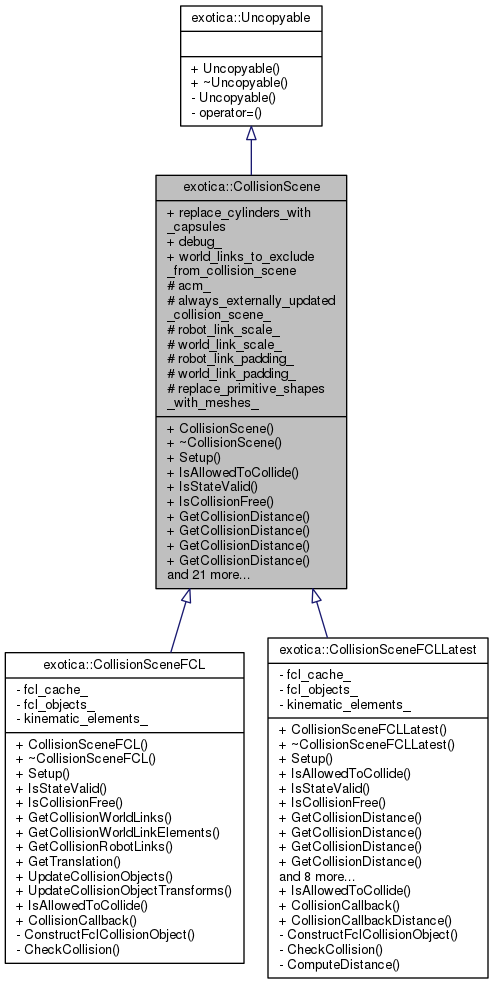 exotica::Uncopyable
+ Uncopyable()
+ ~Uncopyable()
- Uncopyable()
- operator=()
exotica::CollisionScene
+ replace_cylinders_with
_capsules
+ debug_
+ world_links_to_exclude
_from_collision_scene
# acm_
# always_externally_updated
_collision_scene_
# robot_link_scale_
# world_link_scale_
# robot_link_padding_
# world_link_padding_
# replace_primitive_shapes
_with_meshes_
+ CollisionScene()
+ ~CollisionScene()
+ Setup()
+ IsAllowedToCollide()
+ IsStateValid()
+ IsCollisionFree()
+ GetCollisionDistance()
+ GetCollisionDistance()
+ GetCollisionDistance()
+ GetCollisionDistance()
and 21 more...
exotica::CollisionSceneFCL
- fcl_cache_
- fcl_objects_
- kinematic_elements_
+ CollisionSceneFCL()
+ ~CollisionSceneFCL()
+ Setup()
+ IsStateValid()
+ IsCollisionFree()
+ GetCollisionWorldLinks()
+ GetCollisionWorldLinkElements()
+ GetCollisionRobotLinks()
+ GetTranslation()
+ UpdateCollisionObjects()
+ UpdateCollisionObjectTransforms()
+ IsAllowedToCollide()
+ CollisionCallback()
- ConstructFclCollisionObject()
- CheckCollision()
exotica::CollisionSceneFCLLatest
- fcl_cache_
- fcl_objects_
- kinematic_elements_
+ CollisionSceneFCLLatest()
+ ~CollisionSceneFCLLatest()
+ Setup()
+ IsAllowedToCollide()
+ IsStateValid()
+ IsCollisionFree()
+ GetCollisionDistance()
+ GetCollisionDistance()
+ GetCollisionDistance()
+ GetCollisionDistance()
and 8 more...
+ IsAllowedToCollide()
+ CollisionCallback()
+ CollisionCallbackDistance()
- ConstructFclCollisionObject()
- CheckCollision()
- ComputeDistance()